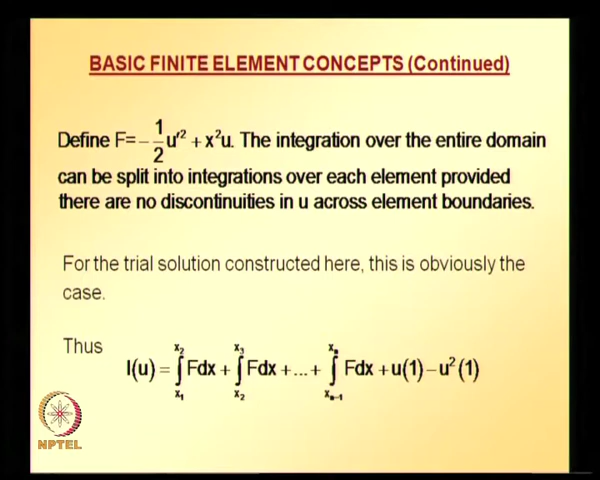 BASIC FINITE ELEMENT CONCEPTS (Continued)
Define F=-1/2 u′² + x²u. The integration over the entire domain
can be split into integrations over each element provided
there are no discontinuities in u across element boundaries.
For the trial solution constructed here, this is obviously the
case.
Thus
I(u) = ∫_{x₁}^{x₂} Fdx + ∫_{x₂}^{x₃} Fdx + ... + ∫_{xₙ₋₁}^{xₙ} Fdx + u(1) – u²(1)
NPTEL